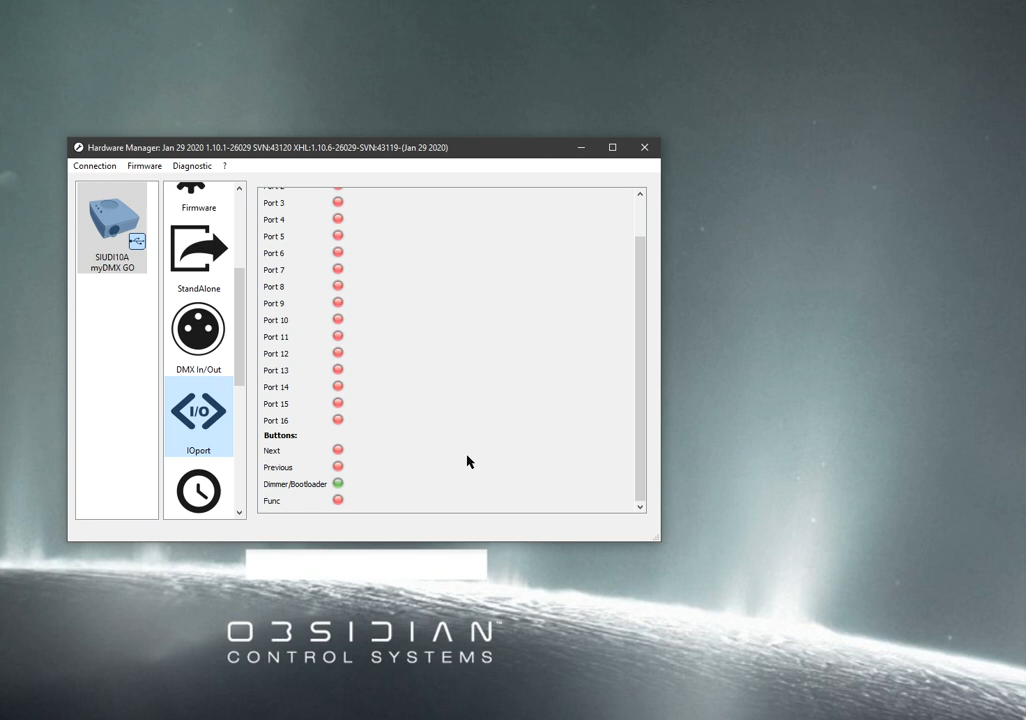 Hardware Manager: Jan 29 2020 1.10.1-26029 SVN:43120 XHL:1.10.6-26029-SVN:43119-(Jan 29 2020)
Connection Firmware Diagnostic ?
SIUDI10A
myDMX GO
Firmware
StandAlone
DMX In/Out
I/O
IOport
Port 3
Port 4
Port 5
Port 6
Port 7
Port 8
Port 9
Port 10
Port 11
Port 12
Port 13
Port 14
Port 15
Port 16
Buttons:
Next
Previous
Dimmer/Bootloader
Func
OBSIDIAN™
CONTROL SYSTEMS